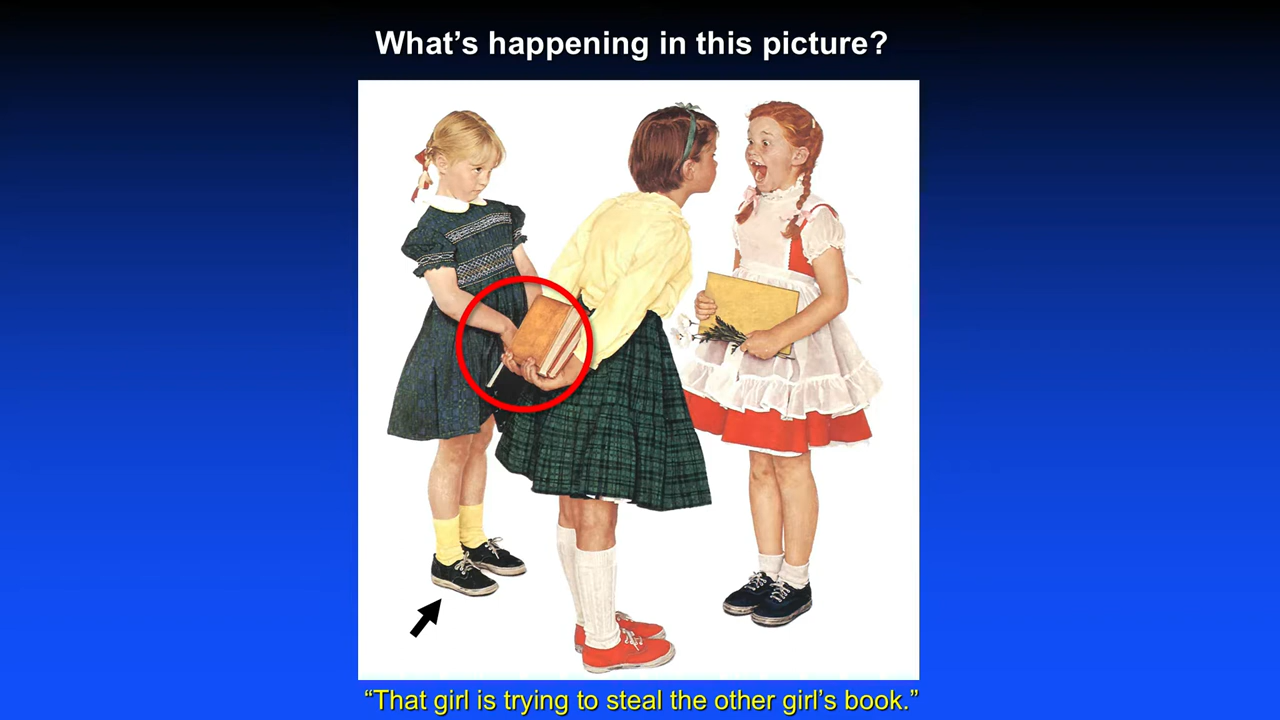 What’s happening in this picture?
“That girl is trying to steal the other girl’s book.”